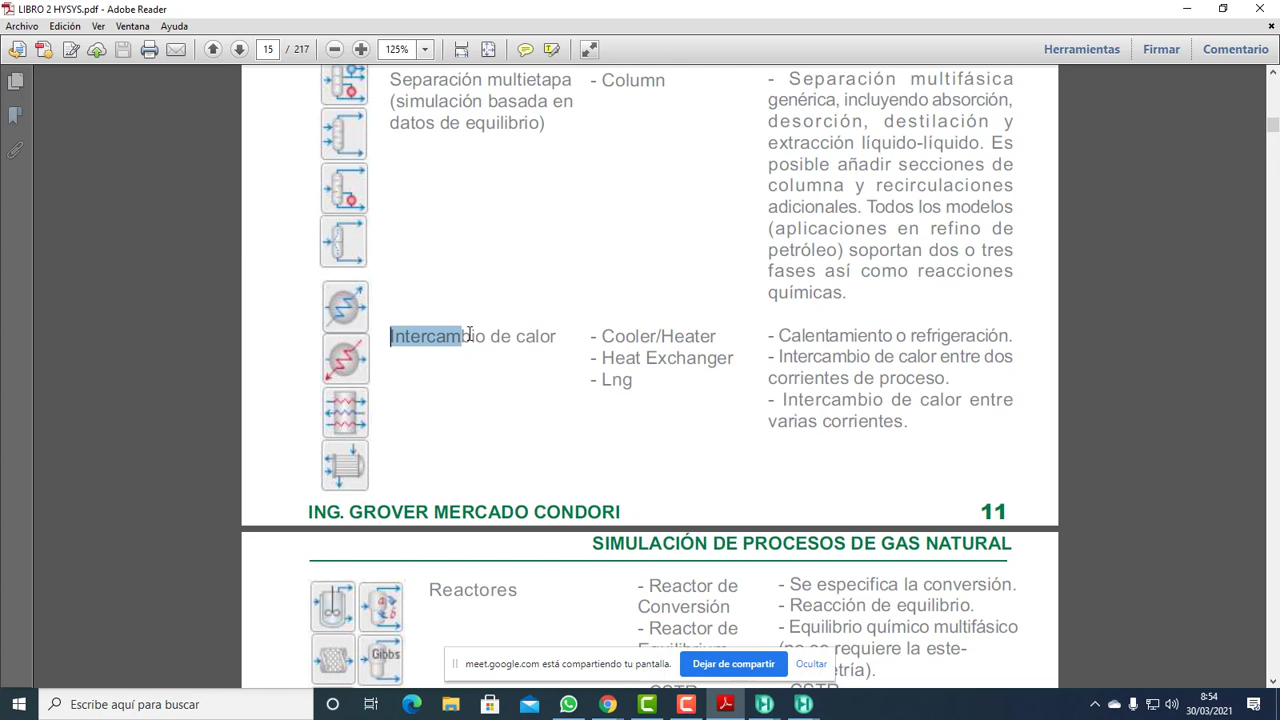 LIBRO 2 HYSYS.pdf - Adobe Reader
Archivo Edición Ver Ventana Ayuda
15 / 217 125% Herramientas Firmar Comentario
Separación multietapa
(simulación basada en
datos de equilibrio)
- Column
- Separación multifásica
genérica, incluyendo absorción,
desorción, destilación y
extracción líquido-líquido. Es
posible añadir secciones de
columna y recirculaciones
adicionales. Todos los modelos
(aplicaciones en refino de
petróleo) soportan dos o tres
fases así como reacciones
químicas.
Intercambio de calor
- Cooler/Heater
- Heat Exchanger
- Lng
- Calentamiento o refrigeración.
- Intercambio de calor entre dos
corrientes de proceso.
- Intercambio de calor entre
varias corrientes.
ING. GROVER MERCADO CONDORI 11
SIMULACIÓN DE PROCESOS DE GAS NATURAL
Gibbs
Reactores
- Reactor de
Conversión
- Reactor de
- Se especifica la conversión.
- Reacción de equilibrio.
- Equilibrio químico multifásico
requiere la este-
tría).
meet.google.com está compartiendo tu pantalla. Dejar de compartir Ocultar
Escribe aquí para buscar
8:54
30/03/2021